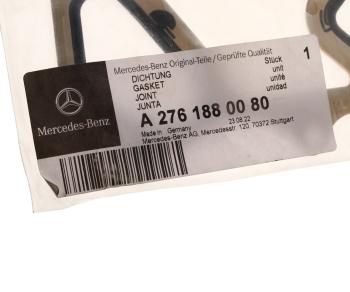 Mercedes-Benz Original-Teile / Geprüfte Qualität
DICHTUNG Stück 1
GASKET unit
JOINT unité
JUNTA unidad
Mercedes-Benz
A 276 188 00 80
Made in Germany 23.08.22
Mercedes-Benz AG, Mercedesstr. 120, 70372 Stuttgart